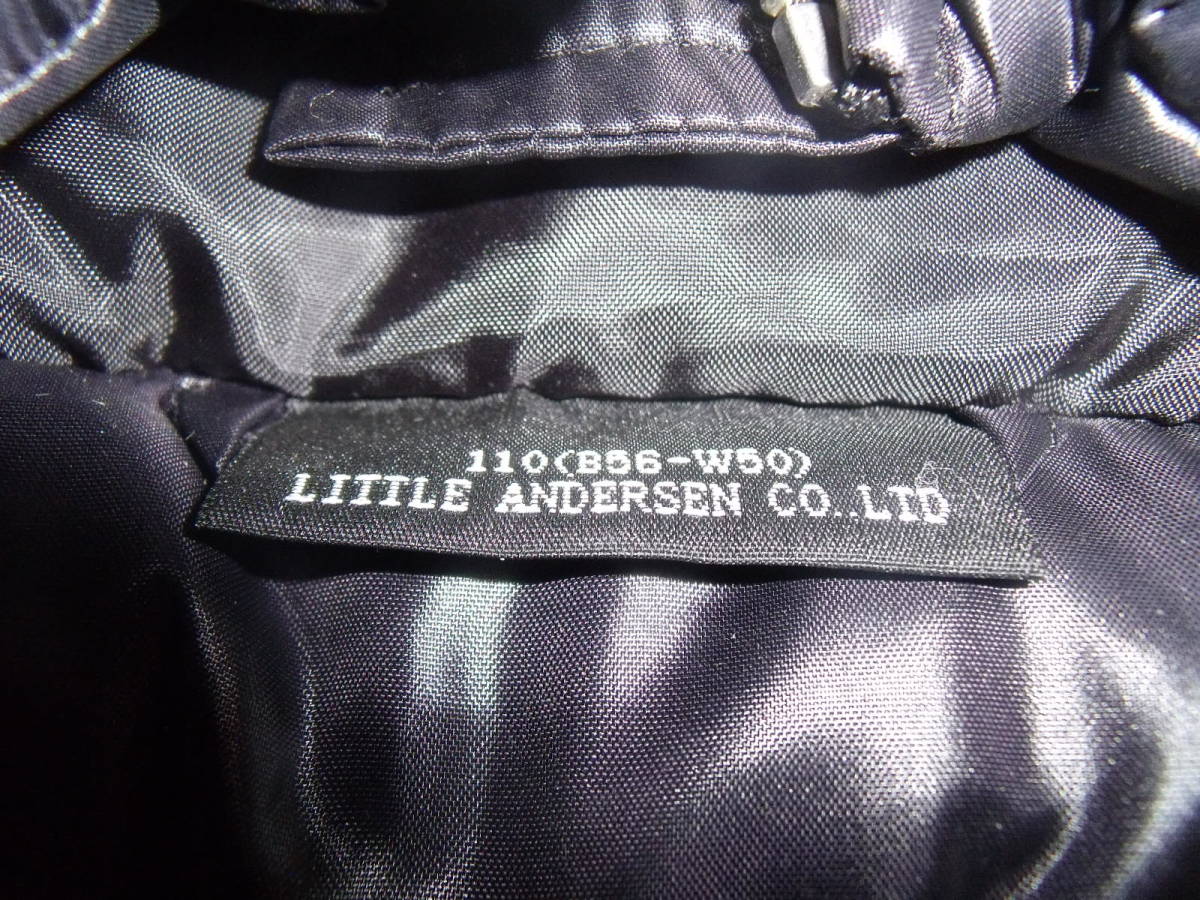 110(B56-W50)
LITTLE ANDERSEN CO.,LTD